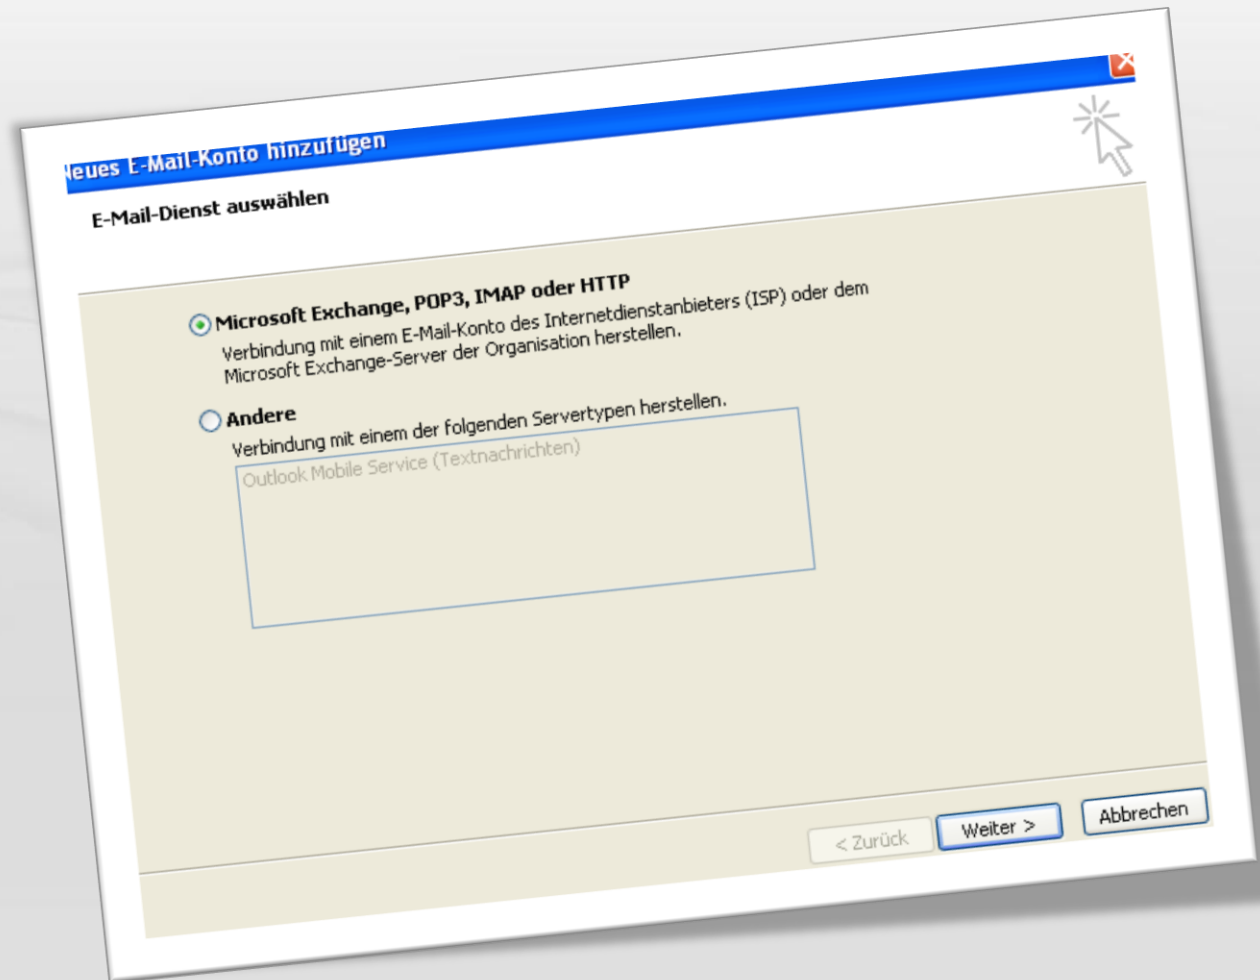 Neues E-Mail-Konto hinzufügen
E-Mail-Dienst auswählen
Microsoft Exchange, POP3, IMAP oder HTTP
Verbindung mit einem E-Mail-Konto des Internetdienstanbieters (ISP) oder dem
Microsoft Exchange-Server der Organisation herstellen.
Andere
Verbindung mit einem der folgenden Servertypen herstellen.
Outlook Mobile Service (Textnachrichten)
< Zurück
Weiter >
Abbrechen